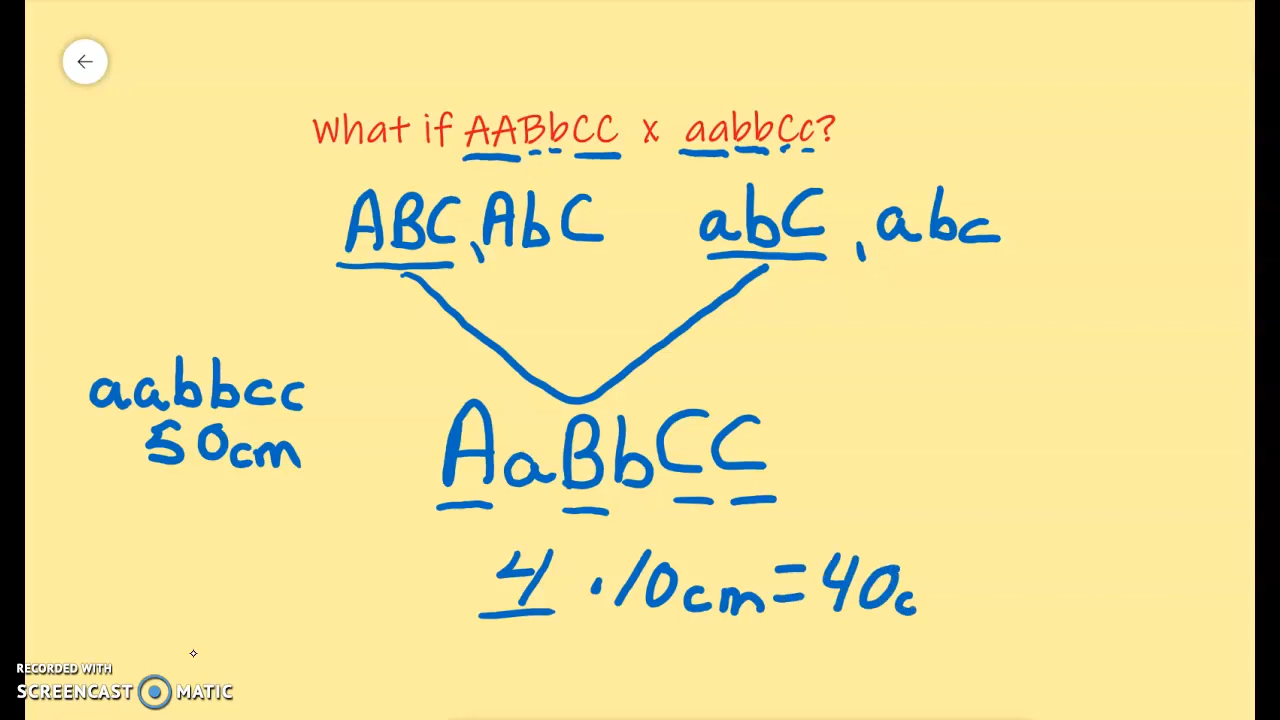 What if AABbCC x aabbCc?
ABC, AbC abC, abc
aabbcc
50cm
AaBbCC
4 · 10cm = 40c
RECORDED WITH
SCREENCAST MATIC